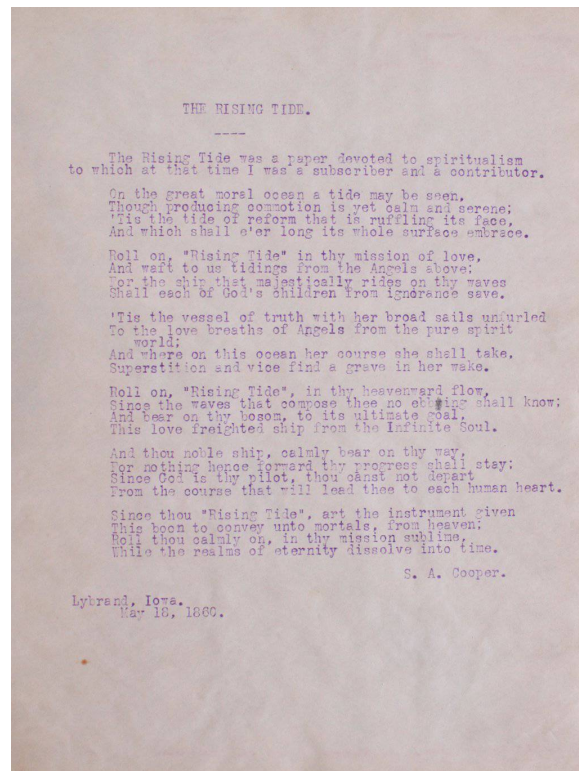 THE RISING TIDE.
----
The Rising Tide was a paper devoted to spiritualism
to which at that time I was a subscriber and a contributor.
On the great moral ocean a tide may be seen,
Though producing commotion is yet calm and serene;
'Tis the tide of reform that is ruffling its face,
And which shall e'er long its whole surface embrace.
Roll on, "Rising Tide" in thy mission of love,
And waft to us tidings from the Angels above;
For the ship that majestically rides on thy waves
Shall each of God's children from ignorance save.
'Tis the vessel of truth with her broad sails unfurled
To the love breaths of Angels from the pure spirit
world;
And where on this ocean her course she shall take,
Superstition and vice find a grave in her wake.
Roll on, "Rising Tide", in thy heavenward flow,
Since the waves that compose thee no ebbing shall know;
And bear on thy bosom, to its ultimate goal,
This love freighted ship from the Infinite Soul.
And thou noble ship, calmly bear on thy way,
For nothing hence forward thy progress shall stay;
Since God is thy pilot, thou canst not depart
From the course that will lead thee to each human heart.
Since thou "Rising Tide", art the instrument given
This boon to convey unto mortals, from heaven;
Roll thou calmly on, in thy mission sublime,
While the realms of eternity dissolve into time.
S. A. Cooper.
Lybrand, Iowa.
May 18, 1860.